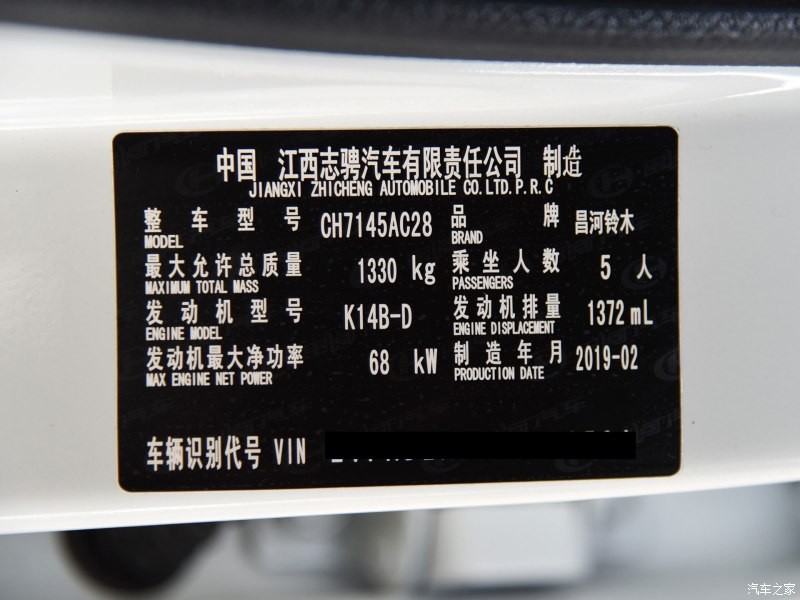 中国 江西志骋汽车有限责任公司 制造
JIANGXI ZHICHENG AUTOMOBILE CO.LTD.P.R.C
整车型号 CH7145AC28 品牌 昌河铃木
MODEL BRAND
最大允许总质量 1330 kg 乘坐人数 5 人
MAXIMUM TOTAL MASS PASSENGERS
发动机型号 K14B-D 发动机排量 1372 mL
ENGINE MODEL ENGINE DISPLACEMENT
发动机最大净功率 68 kW 制造年月 2019-02
MAX ENGINE NET POWER PRODUCTION DATE
车辆识别代号 VIN
汽车之家